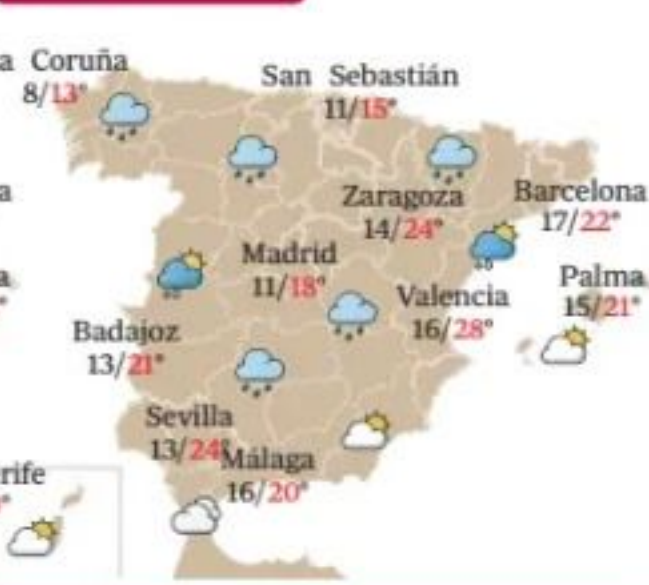 a Coruña
8/13°
San Sebastián
11/15°
a
Zaragoza
14/24°
Barcelona
17/22°
Madrid
11/18°
a
°
Palma
15/21°
Valencia
16/28°
Badajoz
13/21°
Sevilla
13/24°
Málaga
16/20°
rife
°